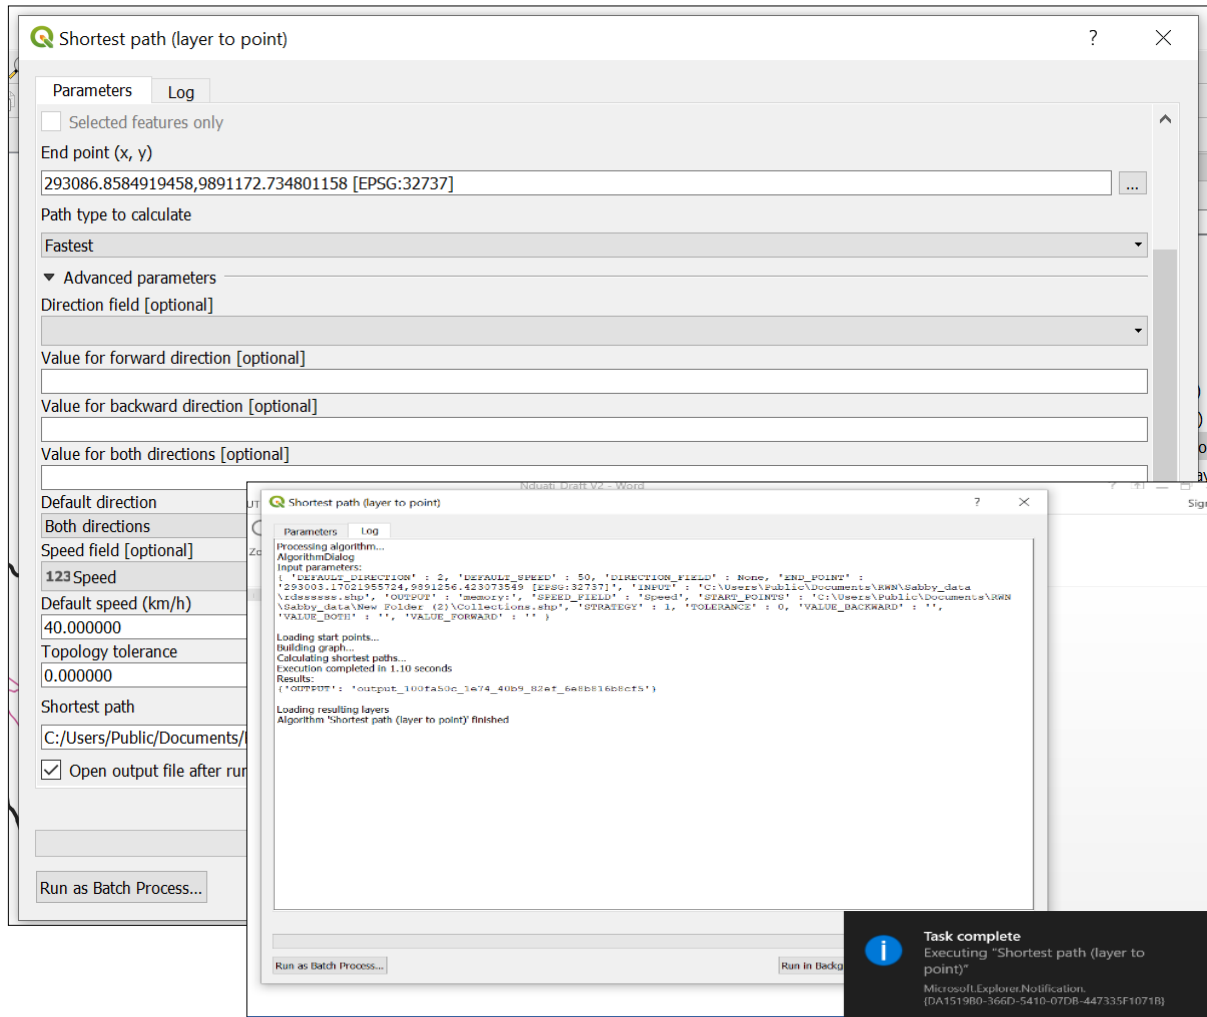 Shortest path (layer to point)
?
Parameters
Log
Selected features only
End point (x, y)
293086.8584919458,9891172.734801158 [EPSG:32737]
...
Path type to calculate
Fastest
Advanced parameters
Direction field [optional]
Value for forward direction [optional]
Value for backward direction [optional]
Value for both directions [optional]
Default direction
Both directions
Speed field [optional]
123 Speed
Default speed (km/h)
40.000000
Topology tolerance
0.000000
Shortest path
C:/Users/Public/Documents/
Open output file after rur
Run as Batch Process...
Nduati Draft V2 - Word
?
Sign
UT
Zo
Shortest path (layer to point)
?
Parameters
Log
Processing algorithm...
AlgorithmDialog
Input parameters:
{ 'DEFAULT_DIRECTION' : 2, 'DEFAULT_SPEED' : 50, 'DIRECTION_FIELD' : None, 'END_POINT' :
'293003.17021955724,9891256.423073549 [EPSG:32737]', 'INPUT' : 'C:\Users\Public\Documents\RWN\Sabby_data
\rdssssss.shp', 'OUTPUT' : 'memory:', 'SPEED_FIELD' : 'Speed', 'START_POINTS' : 'C:\Users\Public\Documents\RWN
\Sabby_data\New Folder (2)\Collections.shp', 'STRATEGY' : 1, 'TOLERANCE' : 0, 'VALUE_BACKWARD' : '',
'VALUE_BOTH' : '', 'VALUE_FORWARD' : '' }
Loading start points...
Building graph...
Calculating shortest paths...
Execution completed in 1.10 seconds
Results:
{'OUTPUT': 'output_100fa50c_1e74_40b9_82ef_6e8b816b8cf5'}
Loading resulting layers
Algorithm 'Shortest path (layer to point)' finished
Run as Batch Process...
Run in Backg
Task complete
Executing "Shortest path (layer to
point)"
Microsoft.Explorer.Notification.
{DA1519B0-366D-5410-07DB-447335F1071B}